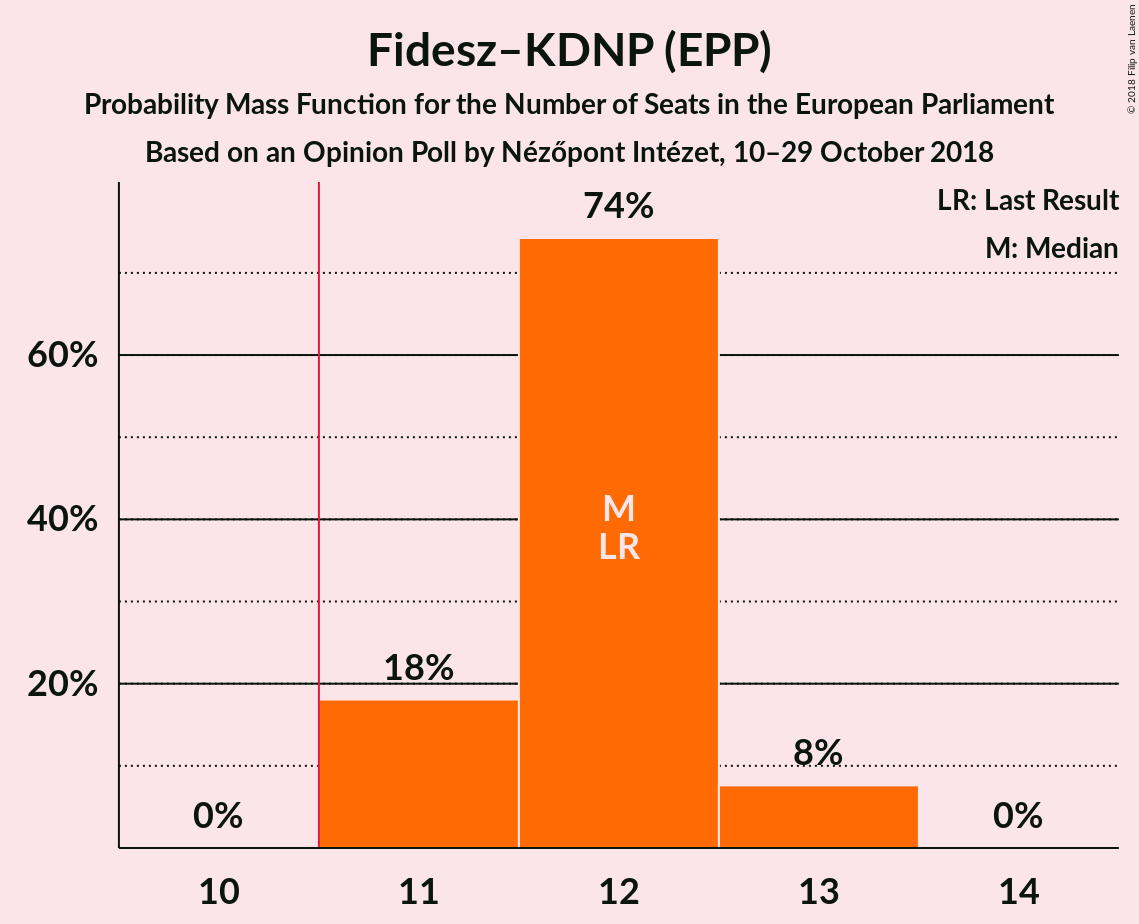 Fidesz–KDNP (EPP)
Probability Mass Function for the Number of Seats in the European Parliament
Based on an Opinion Poll by Nézőpont Intézet, 10–29 October 2018
© 2018 Filip van Laenen
LR: Last Result
M: Median
74%
60%
40%
20%
M
LR
18%
8%
0%
0%
10
11
12
13
14